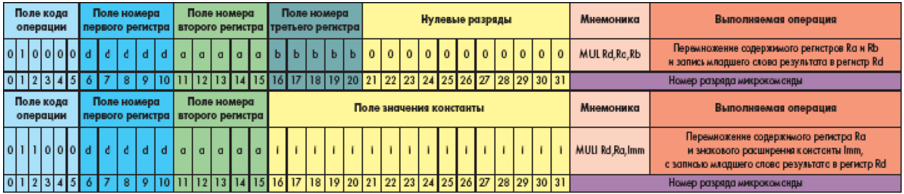 Поле кода операции
Поле номера первого регистра
Поле номера второго регистра
Поле номера третьего регистра
Нулевые разряды
Мнемоника
Выполняемая операция
0 1 0 0 0 0 d d d d d a a a a a b b b b b 0 0 0 0 0 0 0 0 0 0 0
MUL Rd,Ra,Rb
Перемножение содержимого регистров Ra и Rb
и запись младшего слова результата в регистр Rd
0 1 2 3 4 5 6 7 8 9 10 11 12 13 14 15 16 17 18 19 20 21 22 23 24 25 26 27 28 29 30 31
Номер разряда микрокоманды
Поле кода операции
Поле номера первого регистра
Поле номера второго регистра
Поле значения константы
Мнемоника
Выполняемая операция
0 1 1 0 0 0 d d d d d a a a a a i i i i i i i i i i i i i i i i
MULI Rd,Ra,Imm
Перемножение содержимого регистра Ra
и знакового расширения константы Imm,
с записью младшего слова результата в регистр Rd
0 1 2 3 4 5 6 7 8 9 10 11 12 13 14 15 16 17 18 19 20 21 22 23 24 25 26 27 28 29 30 31
Номер разряда микрокоманды